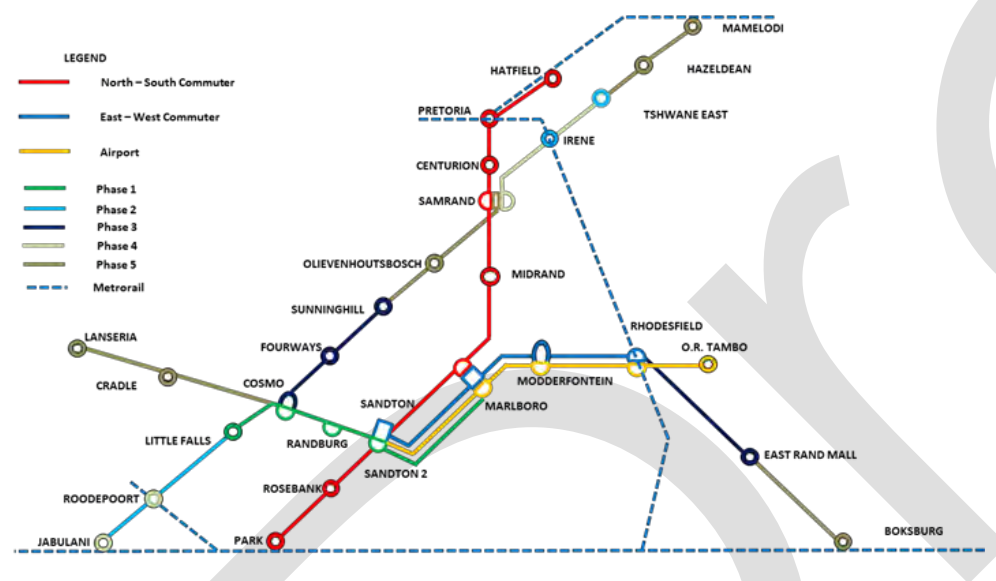 MAMELODI
LEGEND
HATFIELD
HAZELDEAN
North – South Commuter
PRETORIA
TSHWANE EAST
East – West Commuter
IRENE
Airport
CENTURION
Phase 1
SAMRAND
Phase 2
Phase 3
Phase 4
OLIEVENHOUTSBOSCH
Phase 5
MIDRAND
Metrorail
SUNNINGHILL
RHODESFIELD
LANSERIA
FOURWAYS
O.R. TAMBO
CRADLE
COSMO
MODDERFONTEIN
SANDTON
MARLBORO
LITTLE FALLS
RANDBURG
SANDTON 2
EAST RAND MALL
ROSEBANK
ROODEPOORT
BOKSBURG
JABULANI
PARK